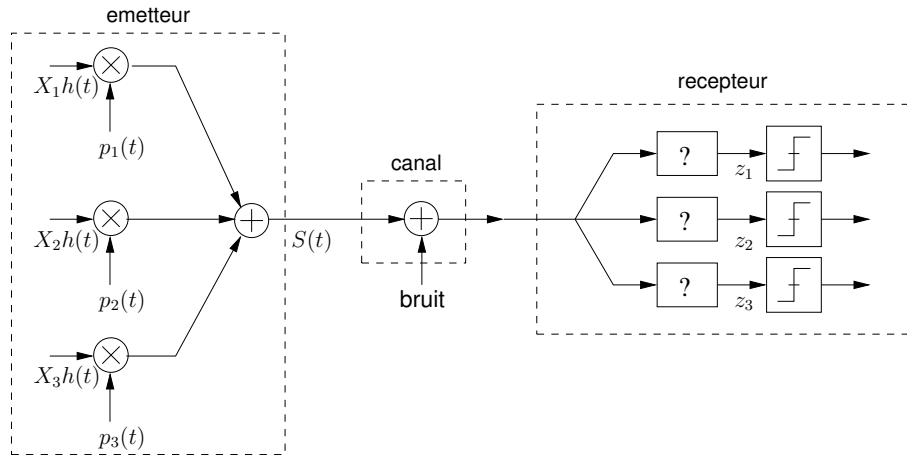 emetteur
X₁h(t)
p₁(t)
X₂h(t)
p₂(t)
X₃h(t)
p₃(t)
S(t)
canal
bruit
recepteur
?
z₁
?
z₂
?
z₃